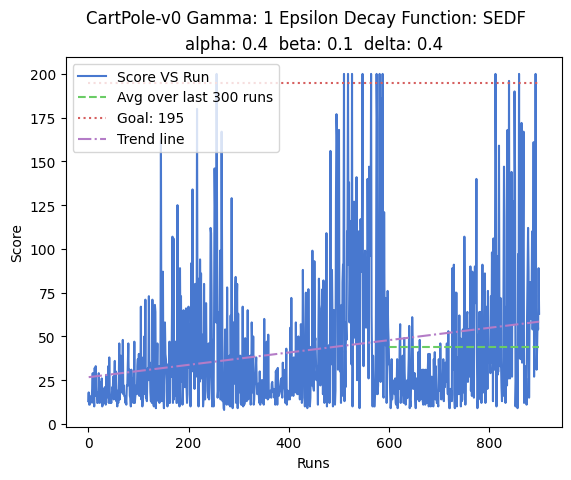 CartPole-v0 Gamma: 1 Epsilon Decay Function: SEDF
alpha: 0.4  beta: 0.1  delta: 0.4
200
175
150
125
100
75
50
25
0
Score
Score VS Run
Avg over last 300 runs
Goal: 195
Trend line
0
200
400
600
800
Runs